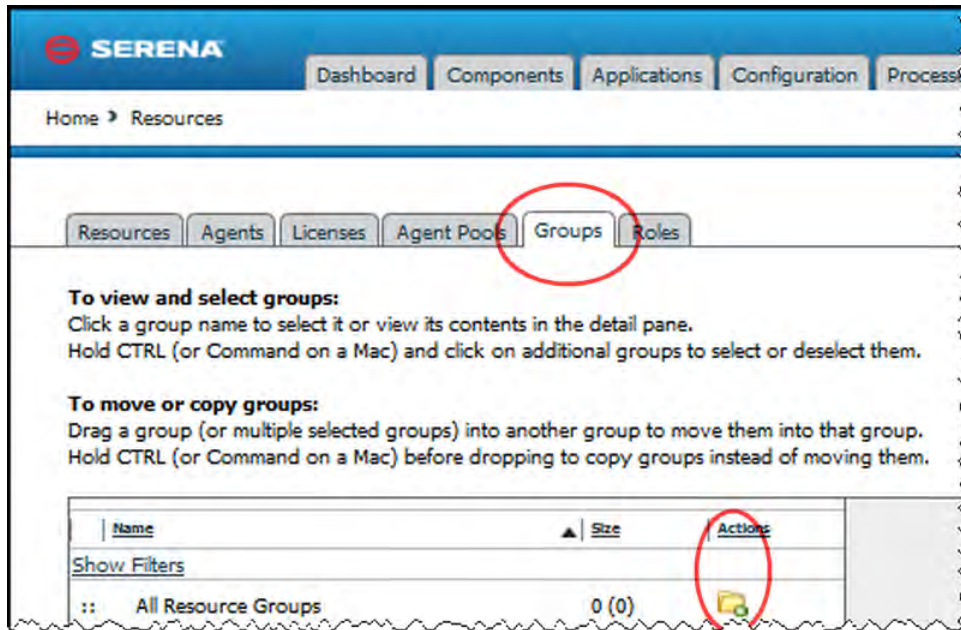 SERENA
Dashboard Components Applications Configuration
Home > Resources
Resources Agents Licenses Agent Pools Groups Roles
To view and select groups:
Click a group name to select it or view its contents in the detail pane.
Hold CTRL (or Command on a Mac) and click on additional groups to select or deselect them.
To move or copy groups:
Drag a group (or multiple selected groups) into another group to move them into that group.
Hold CTRL (or Command on a Mac) before dropping to copy groups instead of moving them.
Name Size Actions
Show Filters
:: All Resource Groups 0 (0)